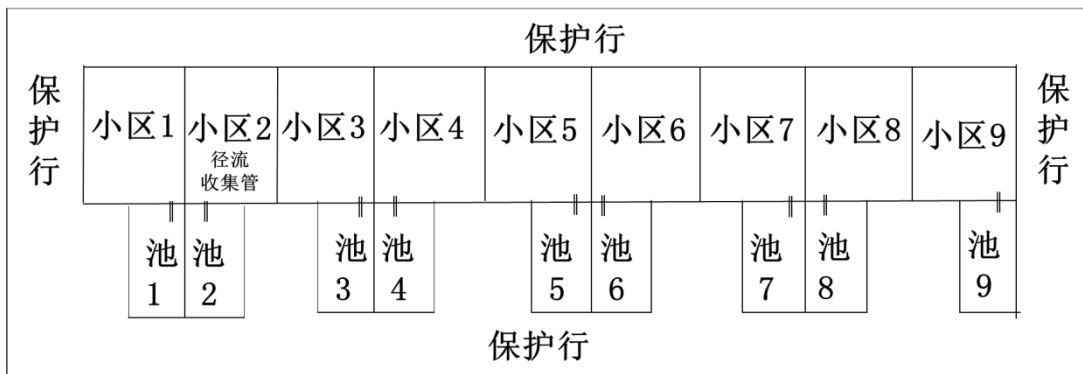 保护行
保护行
小区1
小区2
径流
收集管
小区3
小区4
小区5
小区6
小区7
小区8
小区9
保护行
池
1
池
2
池
3
池
4
池
5
池
6
池
7
池
8
池
9
保护行